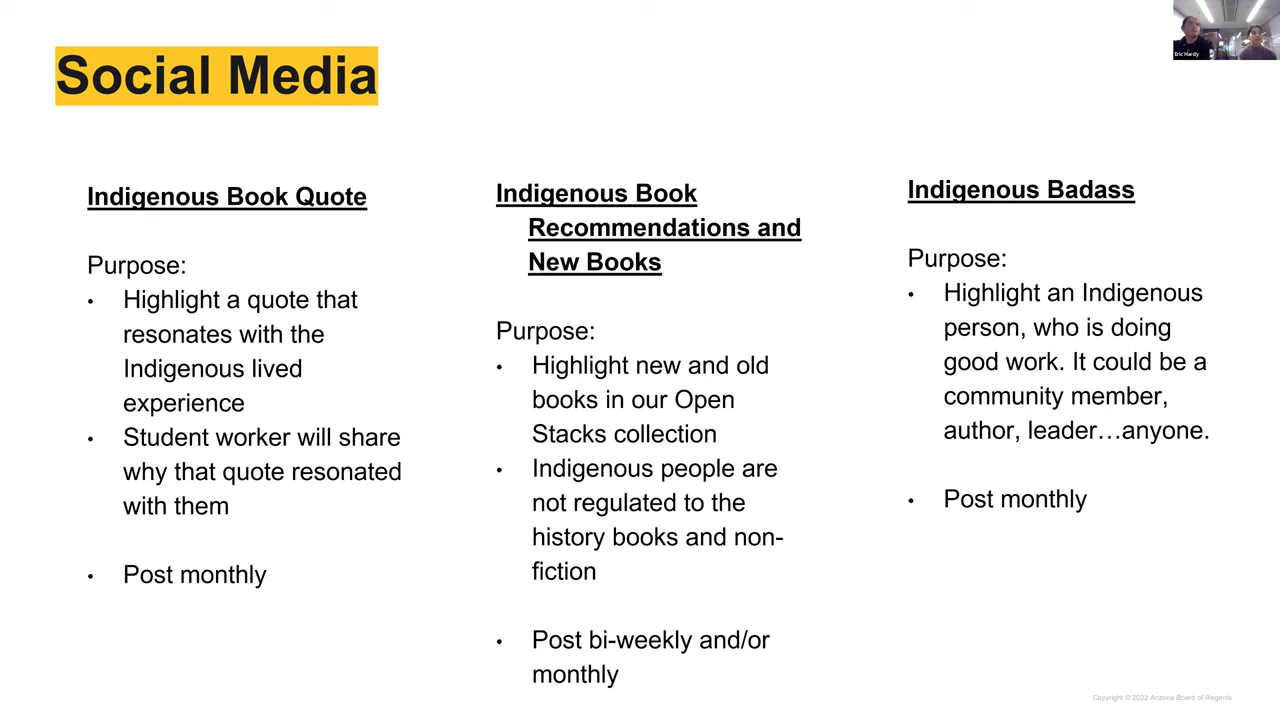 Social Media
Eric Hardy
Indigenous Book Quote
Purpose:
• Highlight a quote that
resonates with the
Indigenous lived
experience
• Student worker will share
why that quote resonated
with them
• Post monthly
Indigenous Book
Recommendations and
New Books
Purpose:
• Highlight new and old
books in our Open
Stacks collection
• Indigenous people are
not regulated to the
history books and non-
fiction
• Post bi-weekly and/or
monthly
Indigenous Badass
Purpose:
• Highlight an Indigenous
person, who is doing
good work. It could be a
community member,
author, leader…anyone.
• Post monthly
Copyright © 2022 Arizona Board of Regents